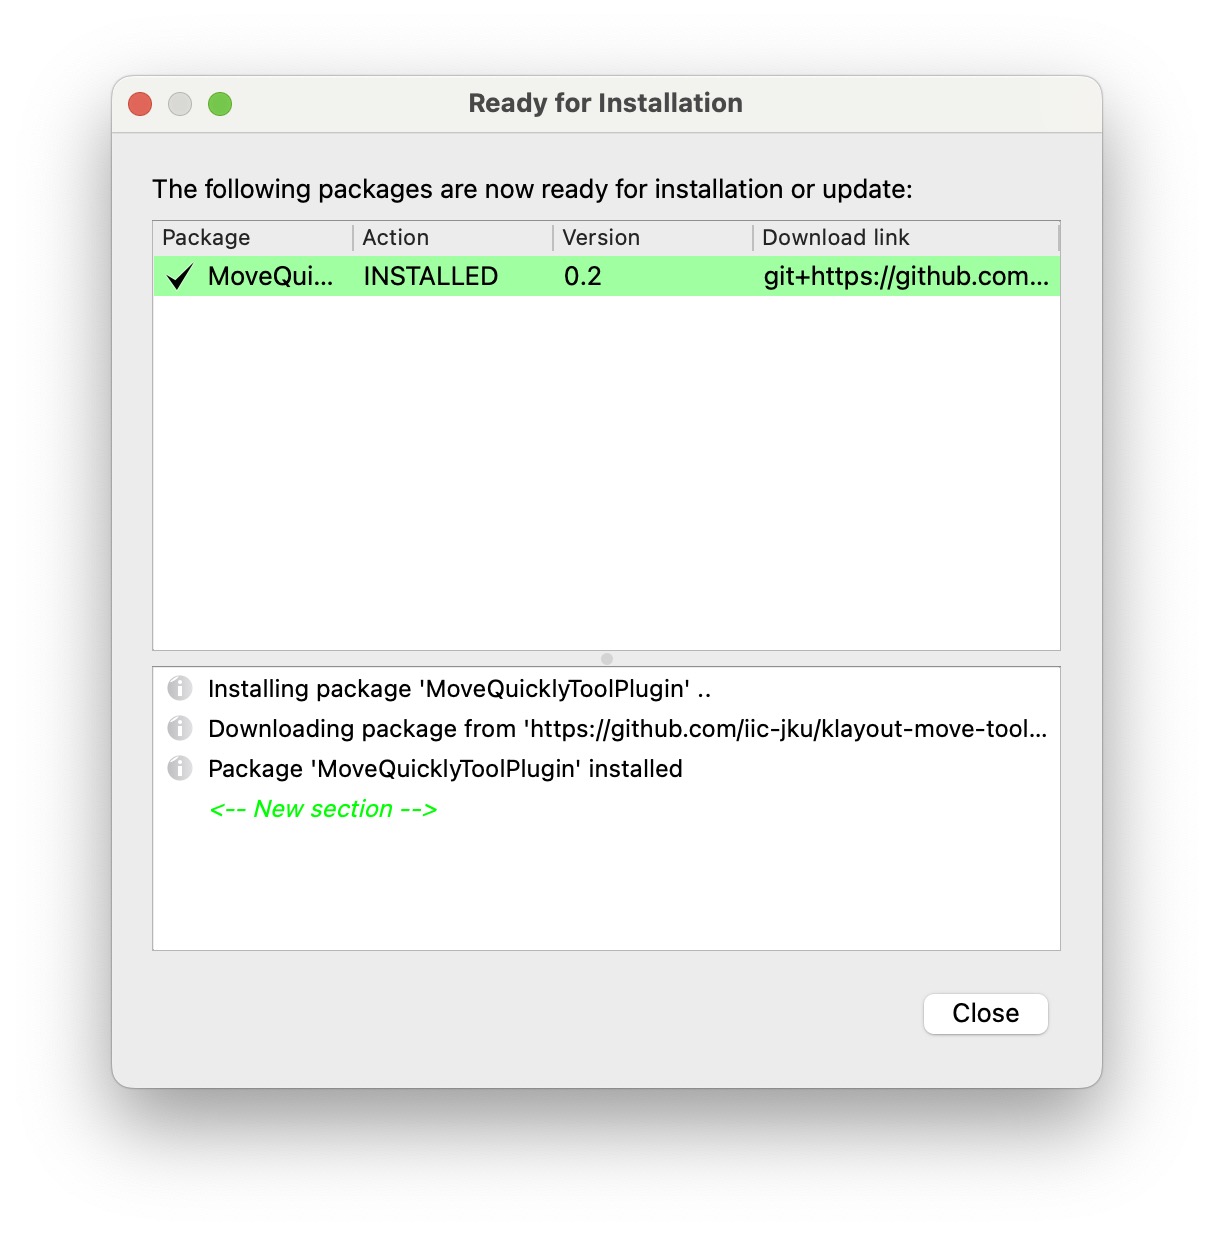 Ready for Installation
The following packages are now ready for installation or update:
Package Action Version Download link
MoveQui... INSTALLED 0.2 git+https://github.com...
Installing package 'MoveQuicklyToolPlugin' ..
Downloading package from 'https://github.com/iic-jku/klayout-move-tool...
Package 'MoveQuicklyToolPlugin' installed
<-- New section -->
Close